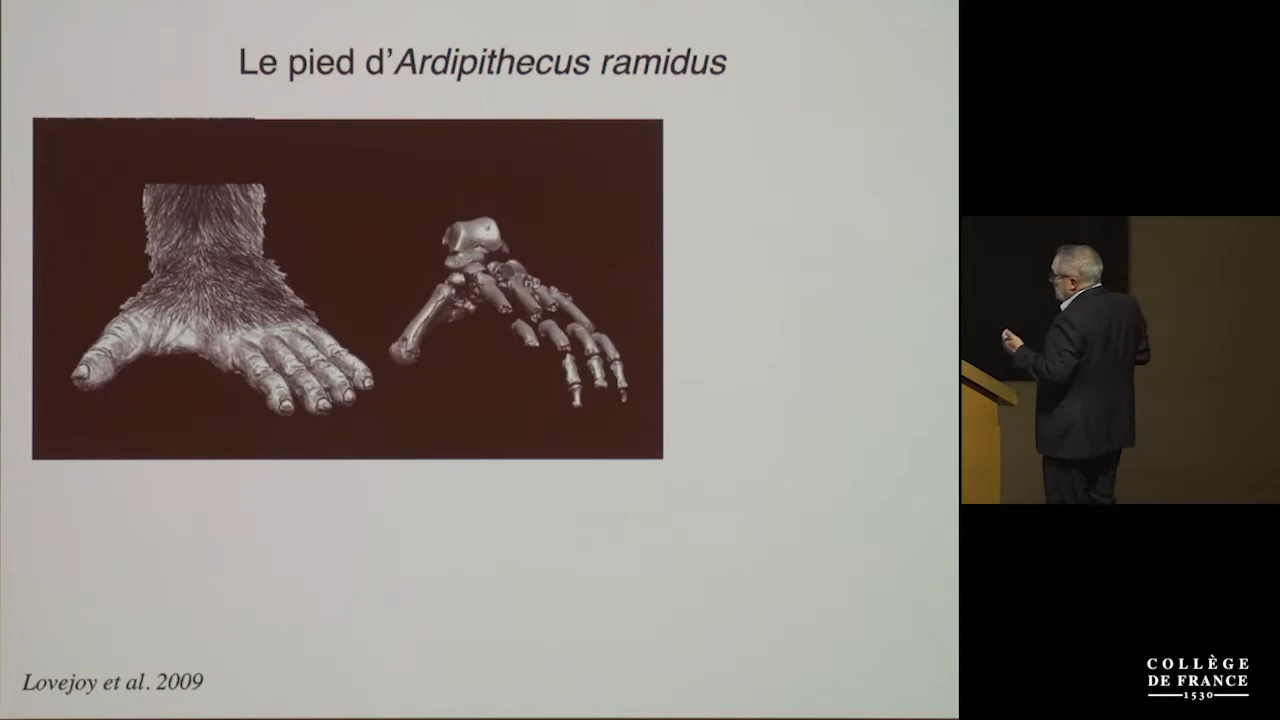 Le pied d'Ardipithecus ramidus
Lovejoy et al. 2009
COLLÈGE
DE FRANCE
1530